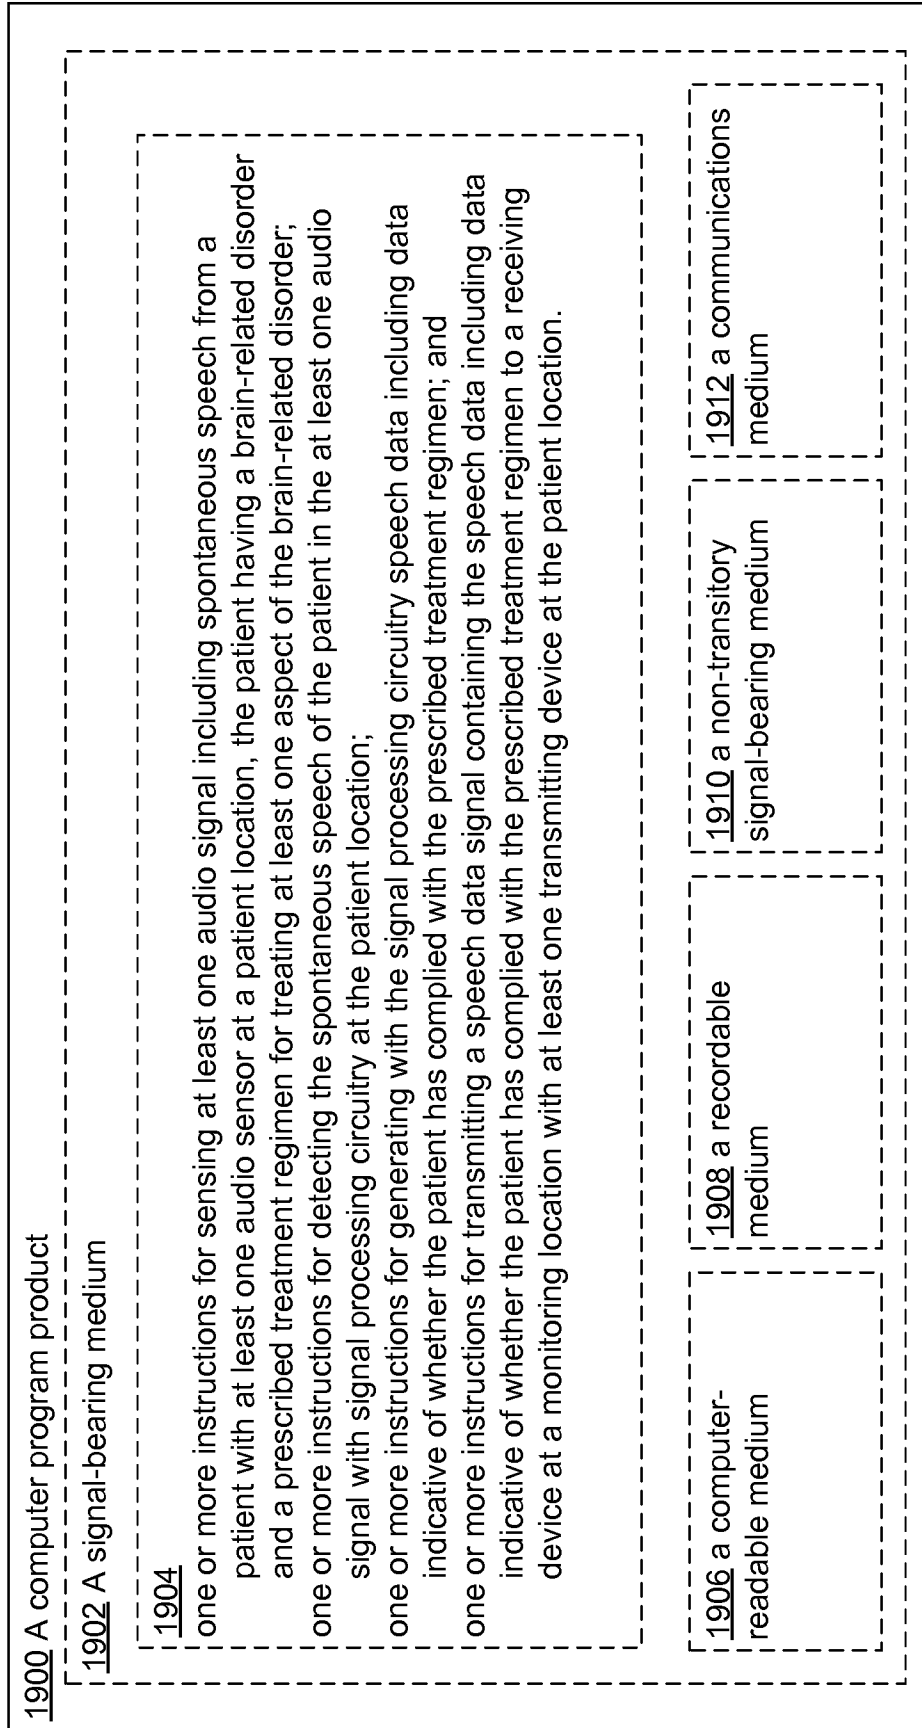 1900 A computer program product
1902 A signal-bearing medium
1904
one or more instructions for sensing at least one audio signal including spontaneous speech from a
patient with at least one audio sensor at a patient location, the patient having a brain-related disorder
and a prescribed treatment regimen for treating at least one aspect of the brain-related disorder;
one or more instructions for detecting the spontaneous speech of the patient in the at least one audio
signal with signal processing circuitry at the patient location;
one or more instructions for generating with the signal processing circuitry speech data including data
indicative of whether the patient has complied with the prescribed treatment regimen; and
one or more instructions for transmitting a speech data signal containing the speech data including data
indicative of whether the patient has complied with the prescribed treatment regimen to a receiving
device at a monitoring location with at least one transmitting device at the patient location.
1906 a computer-
readable medium
1908 a recordable
medium
1910 a non-transitory
signal-bearing medium
1912 a communications
medium